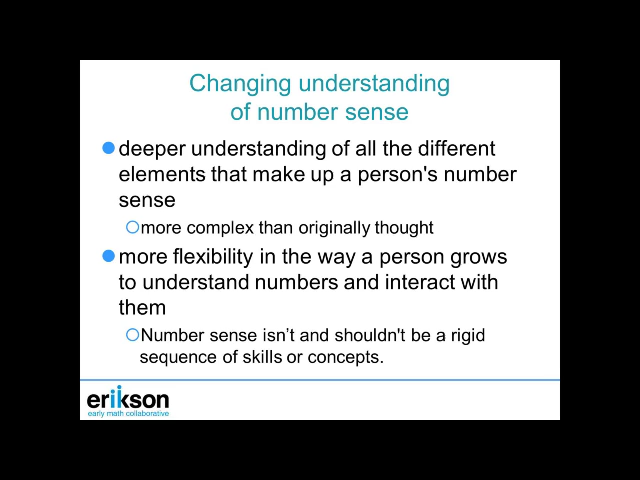 Changing understanding
of number sense
deeper understanding of all the different
elements that make up a person's number
sense
more complex than originally thought
more flexibility in the way a person grows
to understand numbers and interact with
them
Number sense isn’t and shouldn't be a rigid
sequence of skills or concepts.
erikson
early math collaborative